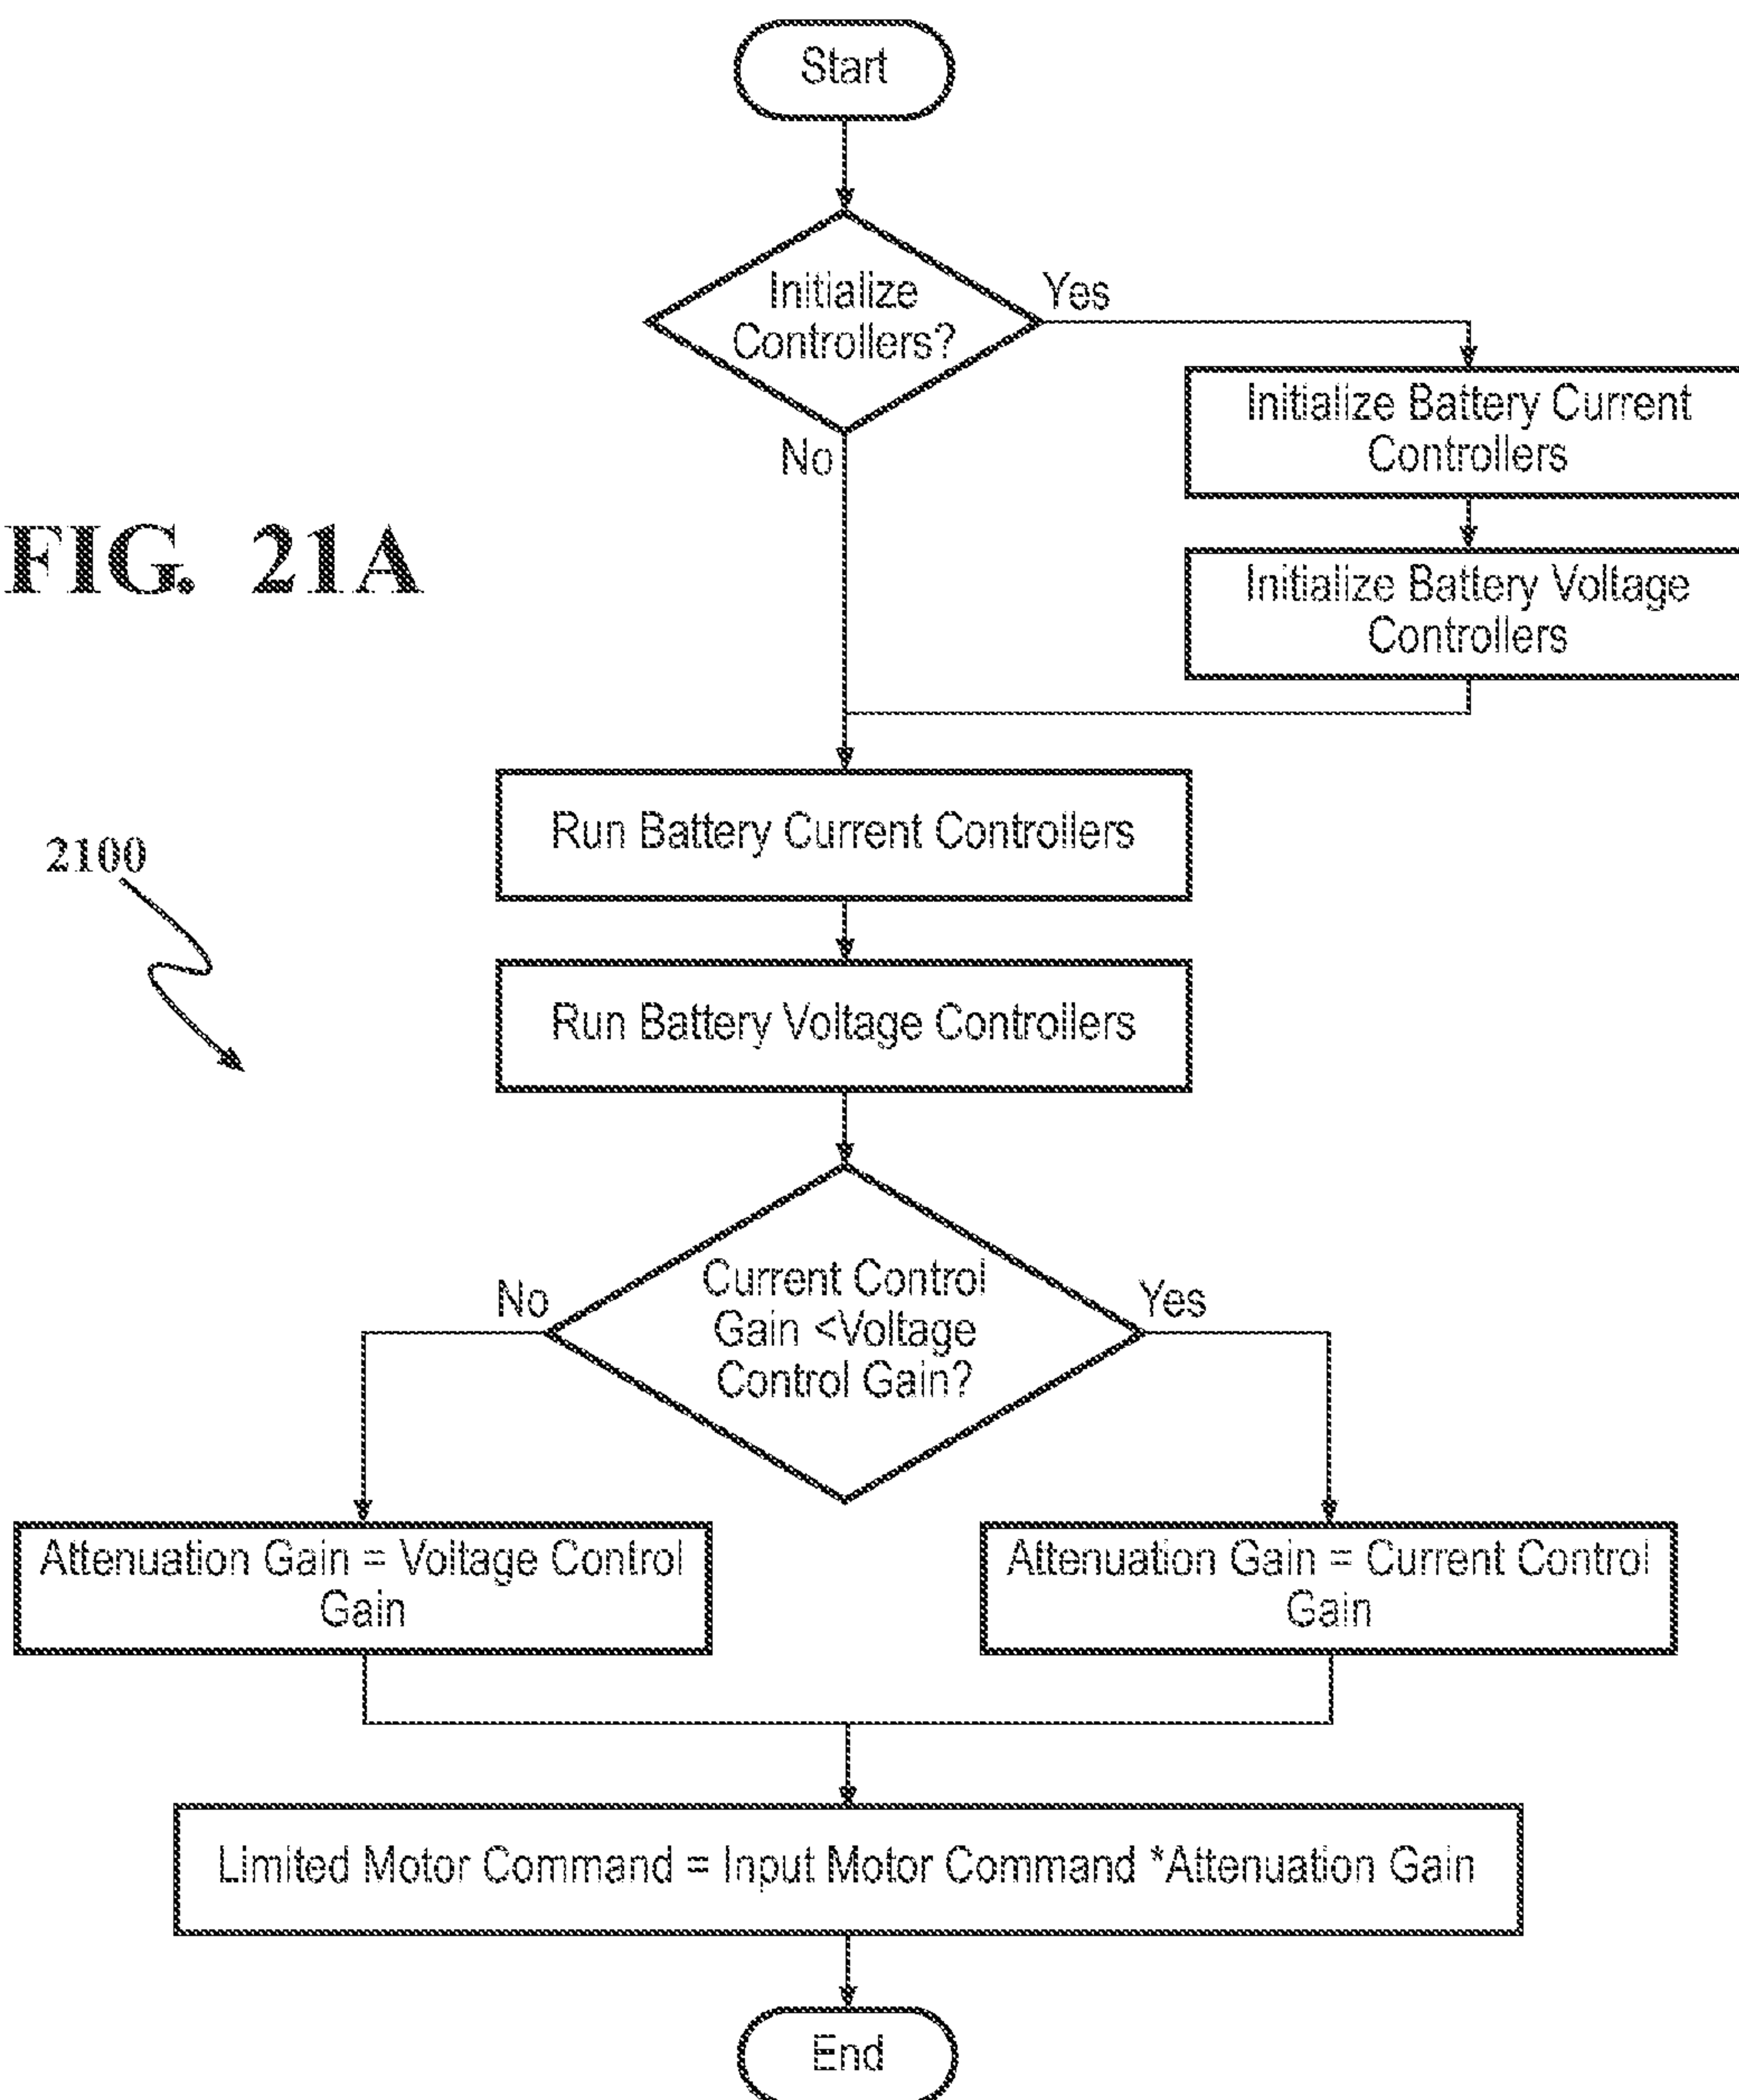 Start
Initialize
Controllers?
Yes
No
Initialize Battery Current
Controllers
Initialize Battery Voltage
Controllers
FIG. 21A
Run Battery Current Controllers
2100
Run Battery Voltage Controllers
Current Control
Gain <Voltage
Control Gain?
No
Yes
Attenuation Gain = Voltage Control
Gain
Attenuation Gain = Current Control
Gain
Limited Motor Command = Input Motor Command *Attenuation Gain
End